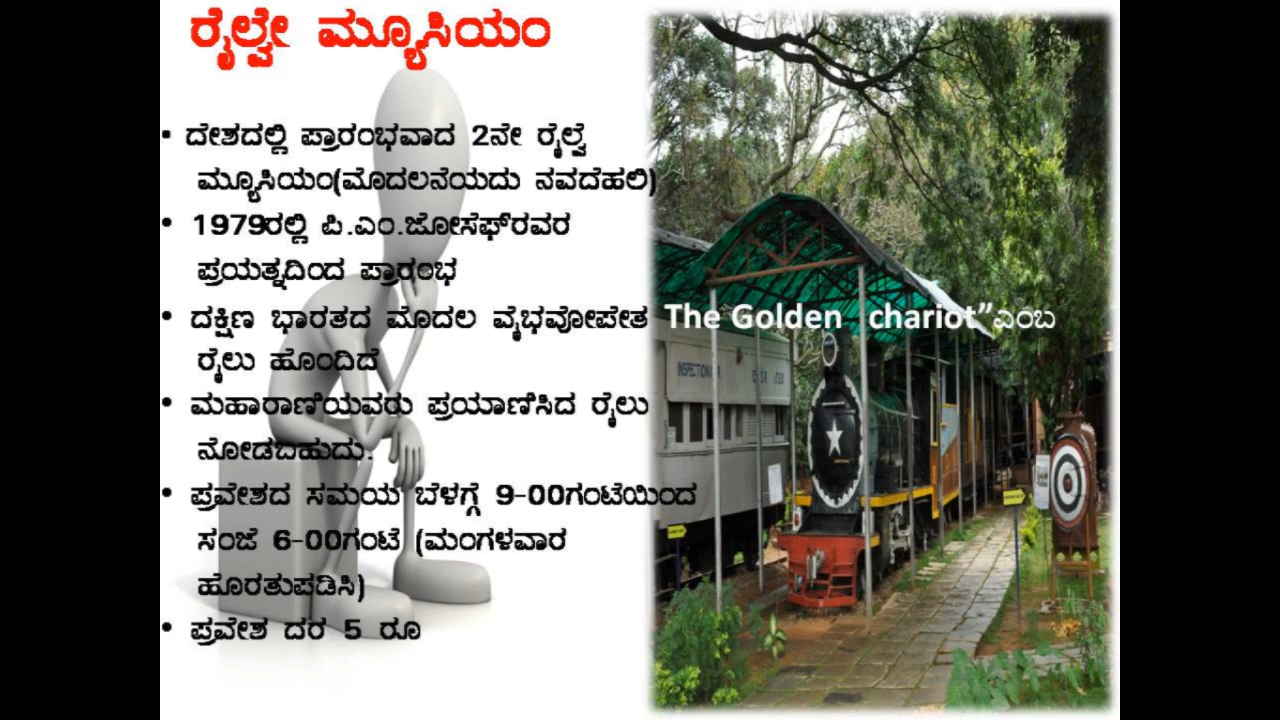 ರೈಲ್ವೇ ಮ್ಯೂಸಿಯಂ
• ದೇಶದಲ್ಲಿ ಪ್ರಾರಂಭವಾದ 2ನೇ ರೈಲ್ವೆ
ಮ್ಯೂಸಿಯಂ(ಮೊದಲನೆಯದು ನವದೆಹಲಿ)
• 1979ರಲ್ಲಿ ಪಿ.ಎಂ.ಜೋಸೆಫ್‌ರವರ
ಪ್ರಯತ್ನದಿಂದ ಪ್ರಾರಂಭ
• ದಕ್ಷಿಣ ಭಾರತದ ಮೊದಲ ವೈಭವೋಪೇತ The Golden chariot”ಎಂಬ
ರೈಲು ಹೊಂದಿದೆ
• ಮಹಾರಾಣಿಯವರು ಪ್ರಯಾಣಿಸಿದ ರೈಲು
ನೋಡಬಹುದು.
• ಪ್ರವೇಶದ ಸಮಯ ಬೆಳಗ್ಗೆ 9-00ಗಂಟೆಯಿಂದ
ಸಂಜೆ 6-00ಗಂಟೆ (ಮಂಗಳವಾರ
ಹೊರತುಪಡಿಸಿ)
• ಪ್ರವೇಶ ದರ 5 ರೂ
INSPECTION